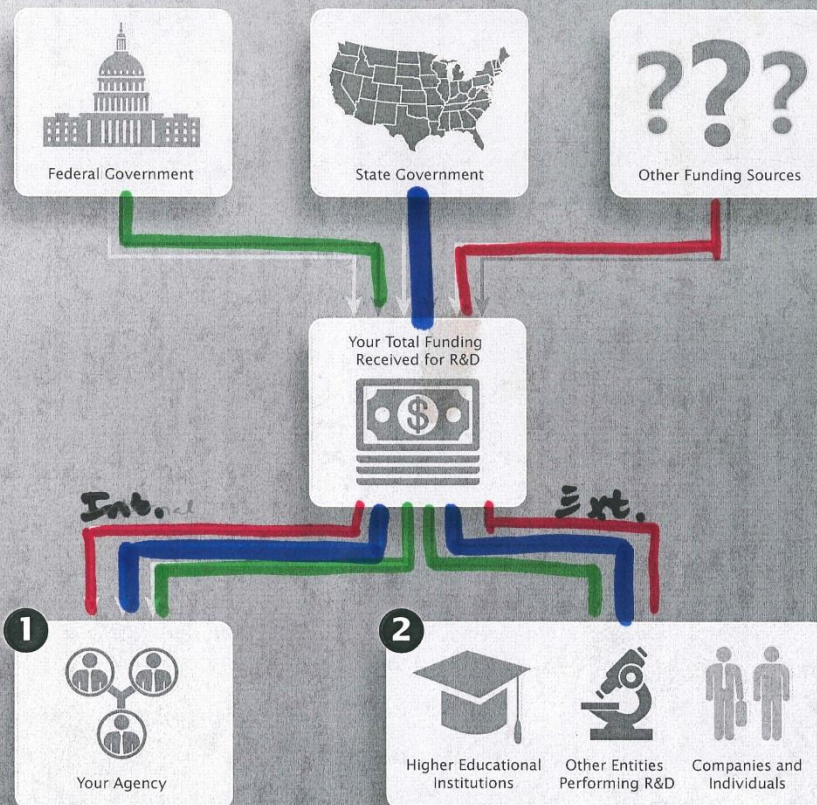 Federal Government
State Government
? ? ?
Other Funding Sources
Your Total Funding
Received for R&D
$
Int.
Ext.
1
2
Your Agency
Higher Educational
Institutions
Other Entities
Performing R&D
Companies and
Individuals